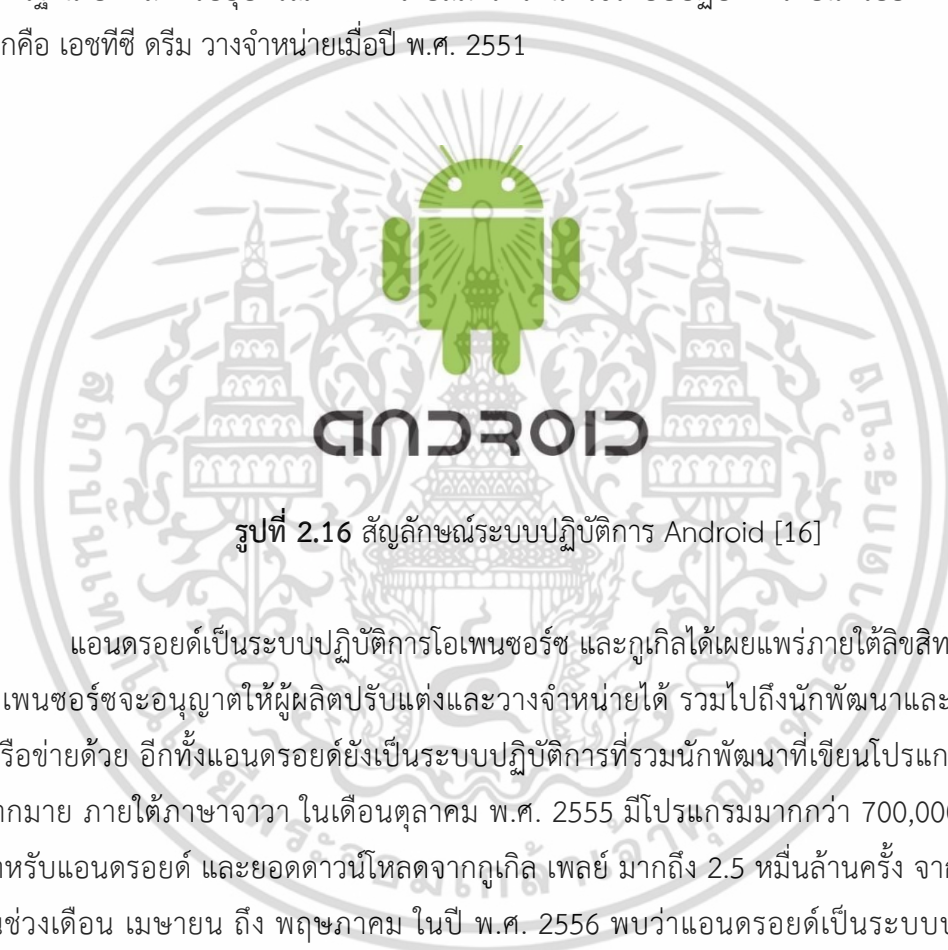 กคือ เอชทีซี ดรีม วางจำหน่ายเมื่อปี พ.ศ. 2551
ANDROID
รูปที่ 2.16 สัญลักษณ์ระบบปฏิบัติการ Android [16]
แอนดรอยด์เป็นระบบปฏิบัติการโอเพนซอร์ซ และกูเกิลได้เผยแพร่ภายใต้ลิขสิท
เพนซอร์ซจะอนุญาตให้ผู้ผลิตปรับแต่งและวางจำหน่ายได้ รวมไปถึงนักพัฒนาและ
รือข่ายด้วย อีกทั้งแอนดรอยด์ยังเป็นระบบปฏิบัติการที่รวมนักพัฒนาที่เขียนโปรแก
ากมาย ภายใต้ภาษาจาวา ในเดือนตุลาคม พ.ศ. 2555 มีโปรแกรมมากกว่า 700,000
าหรับแอนดรอยด์ และยอดดาวน์โหลดจากกูเกิล เพลย์ มากถึง 2.5 หมื่นล้านครั้ง จาก
นช่วงเดือน เมษายน ถึง พฤษภาคม ในปี พ.ศ. 2556 พบว่าแอนดรอยด์เป็นระบบป